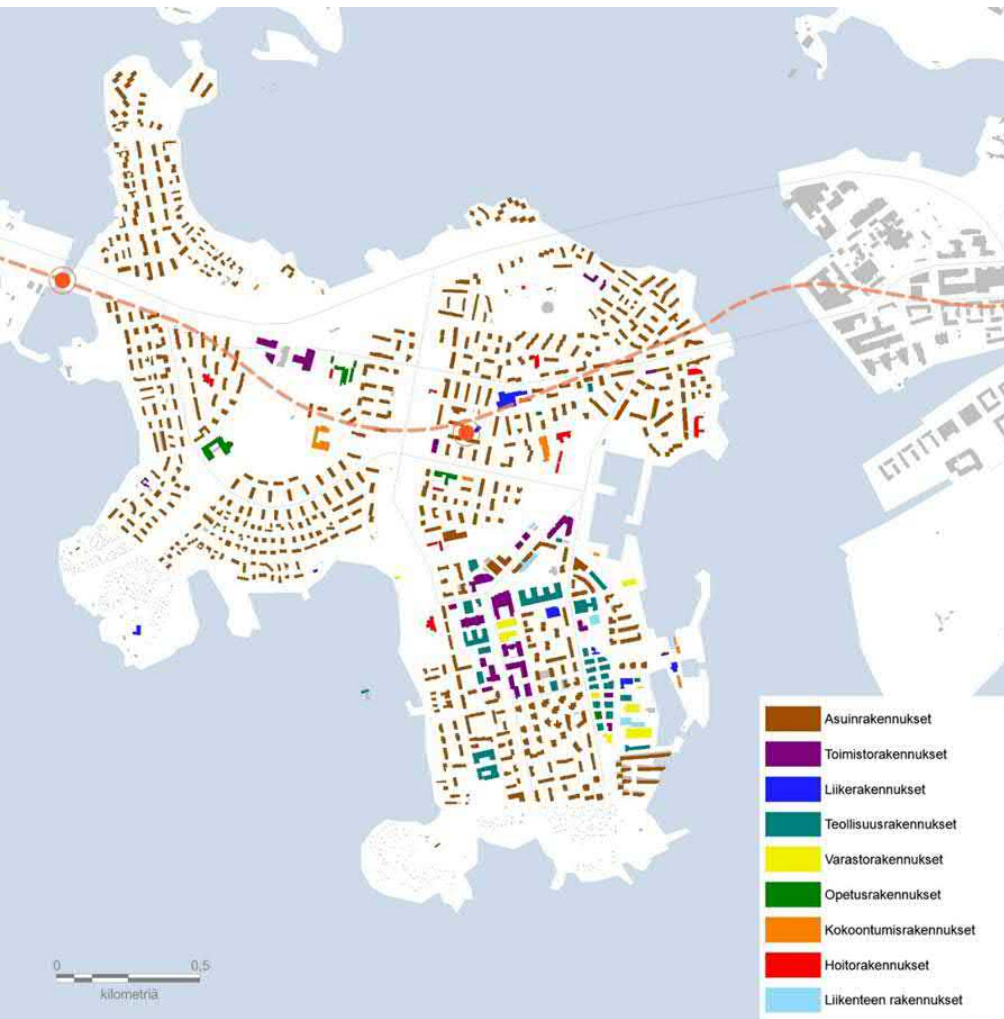 Asuinrakennukset
Toimistorakennukset
Liikerakennukset
Teollisuusrakennukset
Varastorakennukset
Opetusrakennukset
Kokoontumisrakennukset
Hoitorakennukset
Liikenteen rakennukset
0 0,5
kilometriä